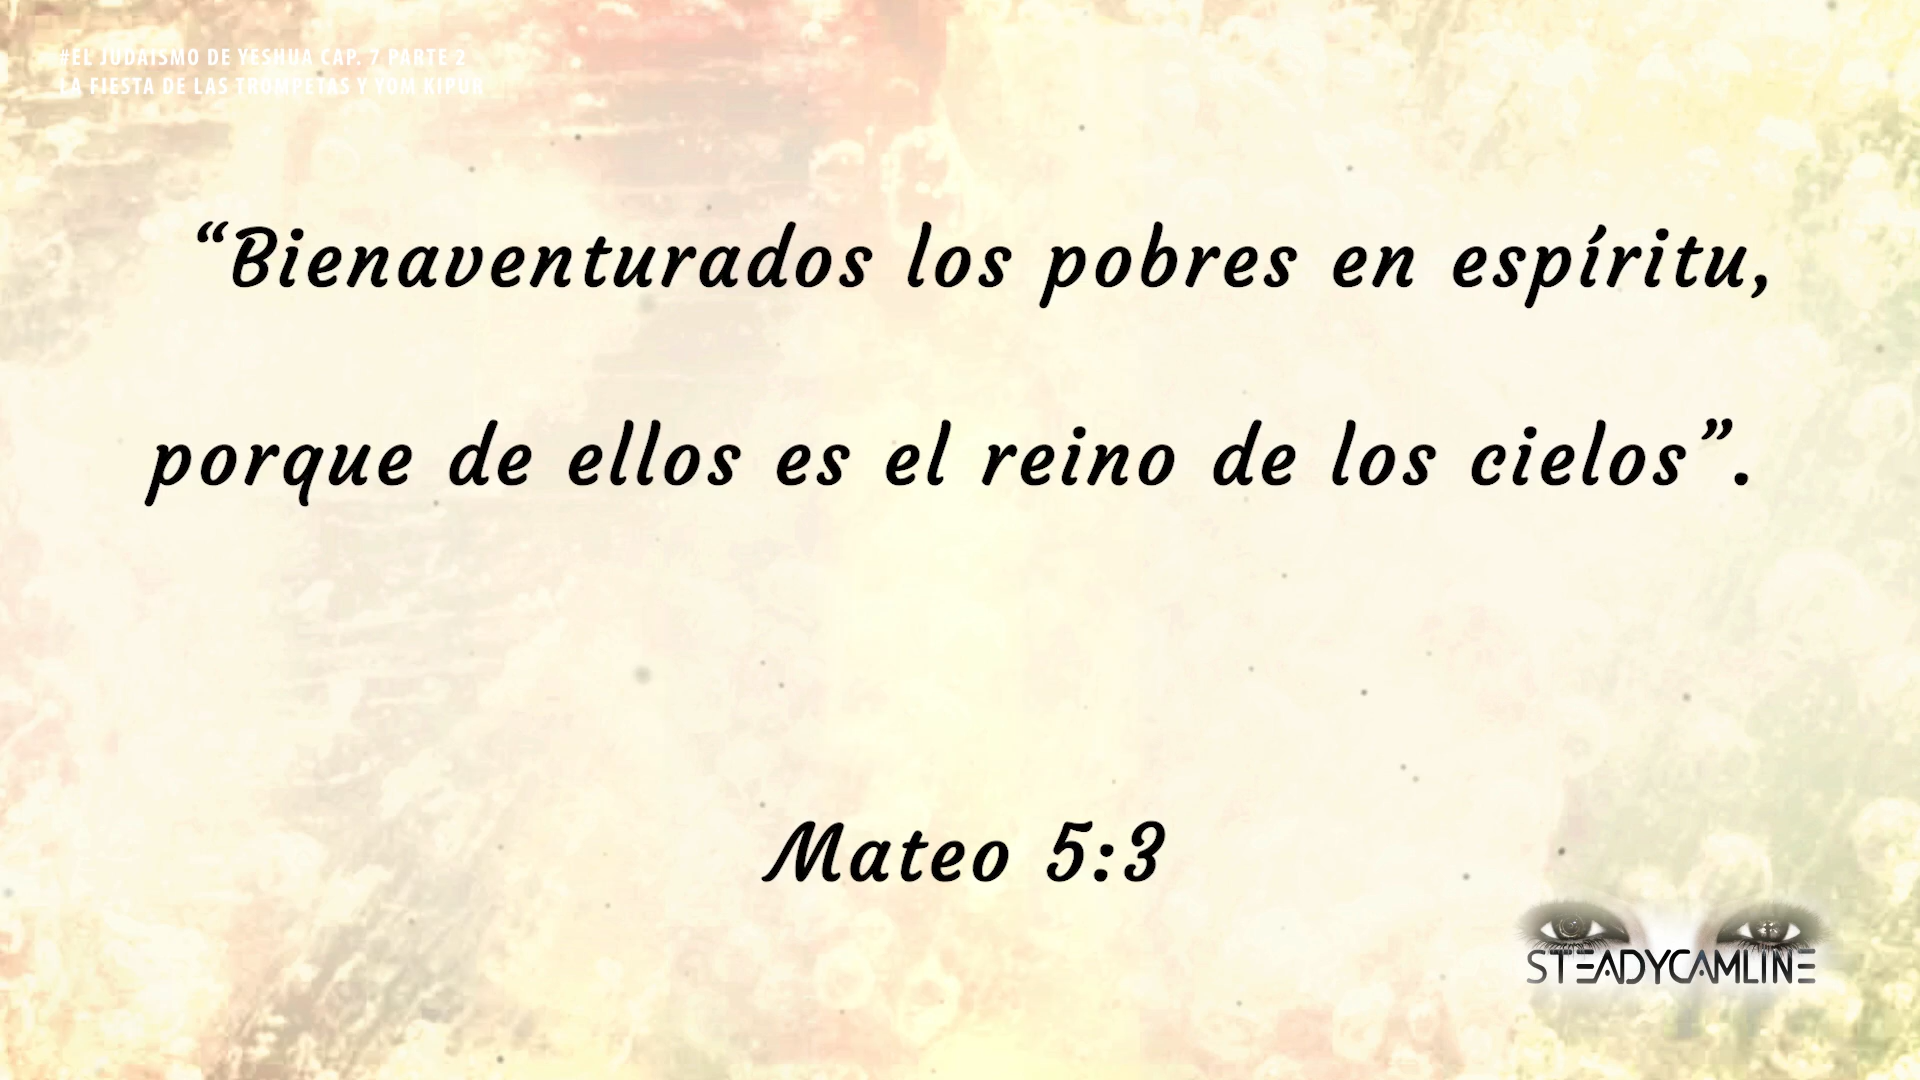 #EL JUDAISMO DE YESHUA CAP. 7 PARTE 2
LA FIESTA DE LAS TROMPETAS Y YOM KIPUR
“Bienaventurados los pobres en espíritu,
porque de ellos es el reino de los cielos”.
Mateo 5:3
STEADYCAMLINE